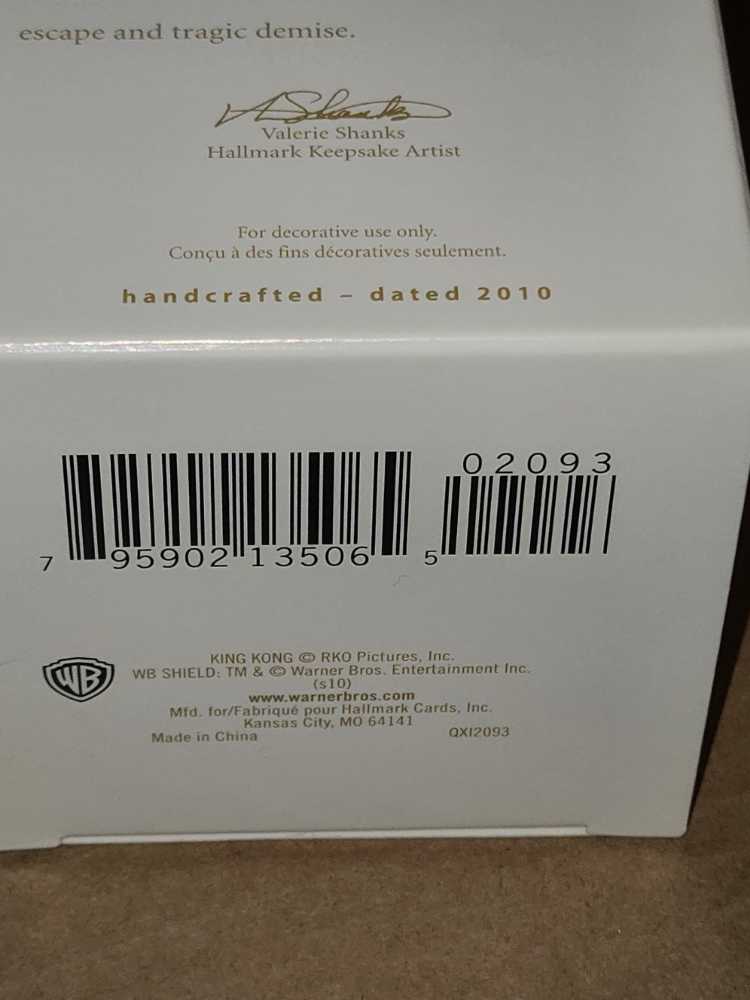 escape and tragic demise.
VAShanks
Valerie Shanks
Hallmark Keepsake Artist
For decorative use only.
Conçu à des fins décoratives seulement.
handcrafted – dated 2010
02093
7 95902 13506 5
WB
KING KONG © RKO Pictures, Inc.
WB SHIELD: TM & © Warner Bros. Entertainment Inc.
(s10)
www.warnerbros.com
Mfd. for/Fabriqué pour Hallmark Cards, Inc.
Kansas City, MO 64141
Made in China
QXI2093